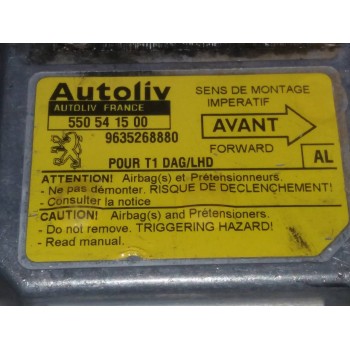 Autoliv
AUTOLIV FRANCE
550 54 15 00
9635268880
SENS DE MONTAGE
IMPERATIF
AVANT
FORWARD
POUR T1 DAG/LHD
AL
ATTENTION! Airbag(s) et Prétensionneurs.
- Ne pas démonter. RISQUE DE DECLENCHEMENT!
- Consulter la notice
CAUTION! Airbag(s) and Prétensioners.
- Do not remove. TRIGGERING HAZARD!
- Read manual.